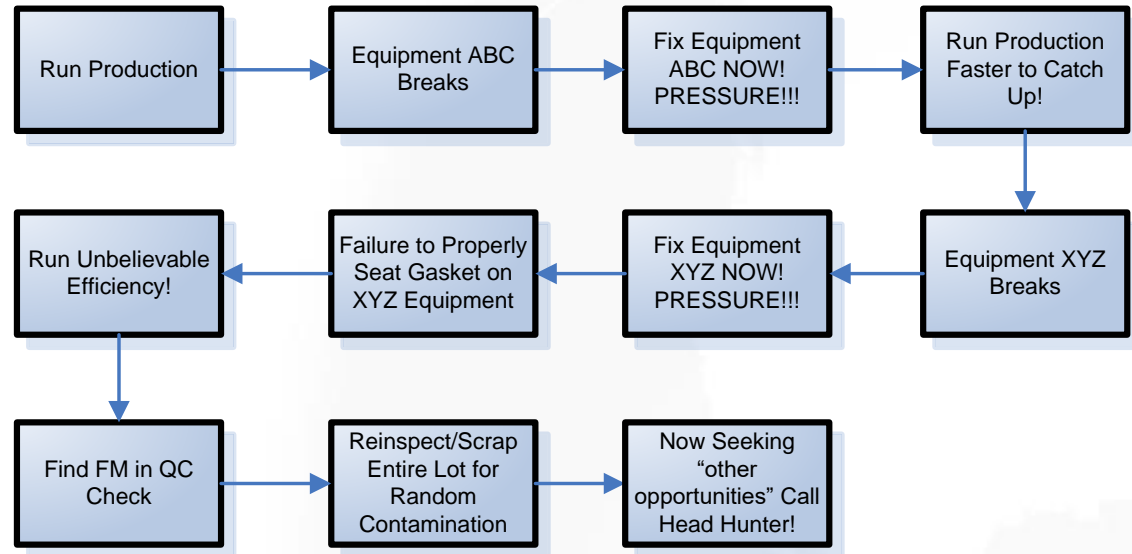 Run Production
Equipment ABC
Breaks
Fix Equipment
ABC NOW!
PRESSURE!!!
Run Production
Faster to Catch
Up!
Equipment XYZ
Breaks
Fix Equipment
XYZ NOW!
PRESSURE!!!
Failure to Properly
Seat Gasket on
XYZ Equipment
Run Unbelievable
Efficiency!
Find FM in QC
Check
Reinspect/Scrap
Entire Lot for
Random
Contamination
Now Seeking
“other
opportunities” Call
Head Hunter!